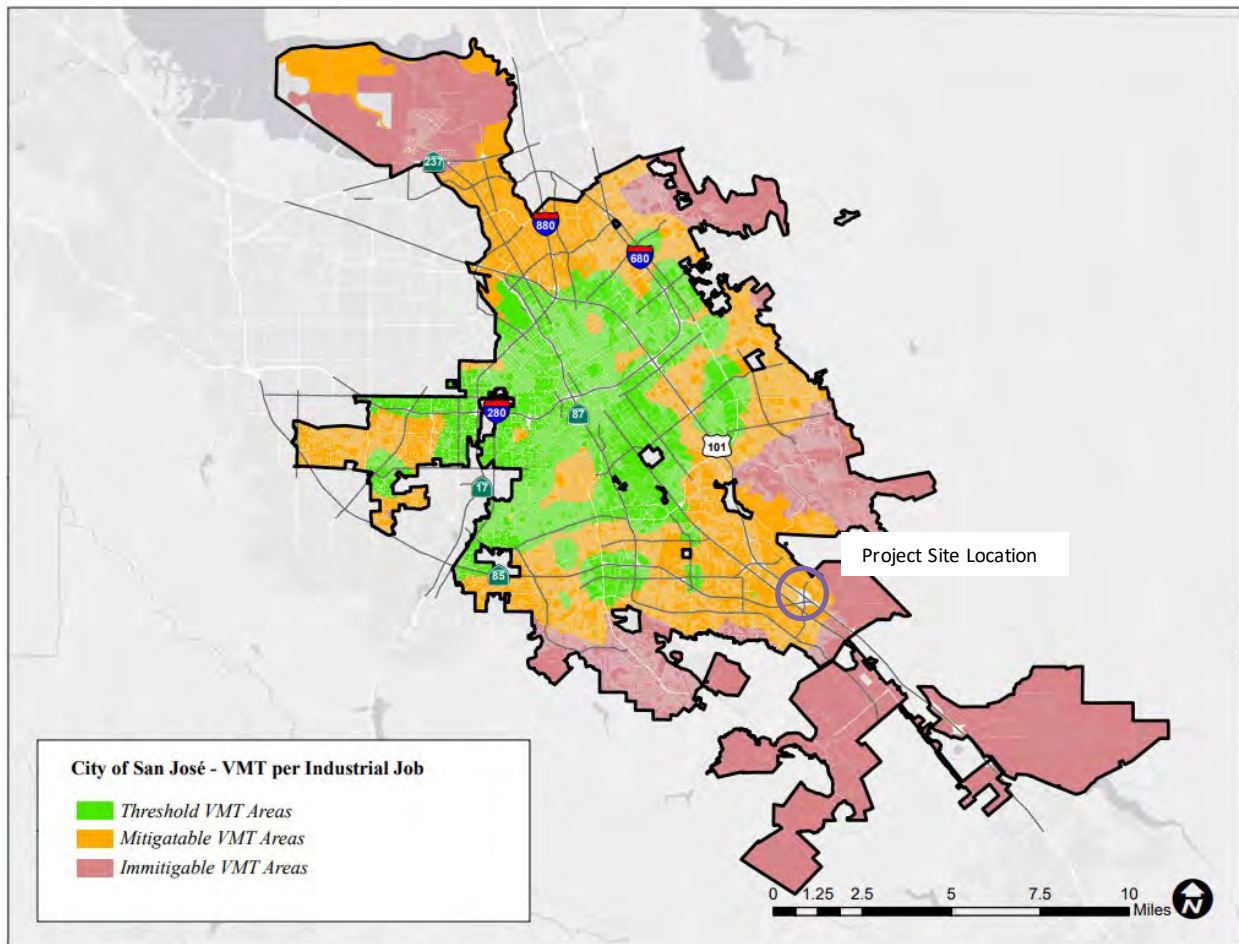 237
880
680
280
87
101
17
85
Project Site Location
City of San José - VMT per Industrial Job
Threshold VMT Areas
Mitigatable VMT Areas
Immitigable VMT Areas
0 1.25 2.5 5 7.5 10
Miles
N